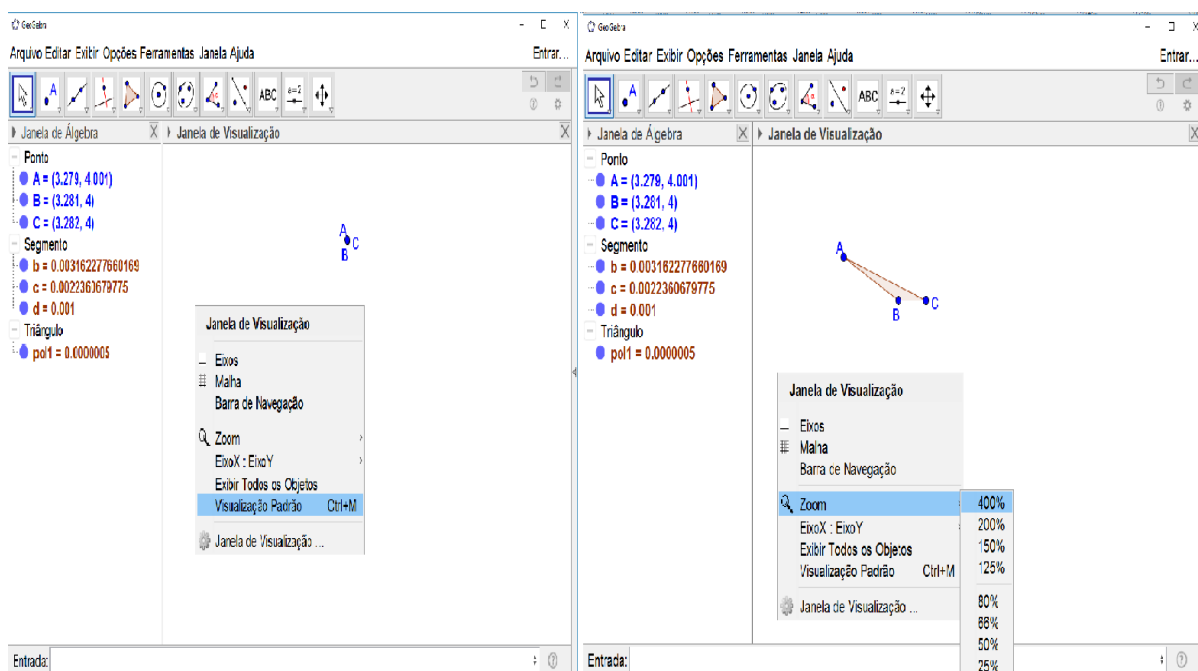 GeoGebra
Arquivo Editar Exibir Opções Ferramentas Janela Ajuda
Entrar...
ABC
a=2
Janela de Álgebra
Janela de Visualização
Ponto
A = (3.279, 4.001)
B = (3.281, 4)
C = (3.282, 4)
Segmento
b = 0.003162277660169
c = 0.0022360679775
d = 0.001
Triângulo
pol1 = 0.0000005
A
C
B
Janela de Visualização
Eixos
Malha
Barra de Navegação
Zoom
EixoX : EixoY
Exibir Todos os Objetos
Visualização Padrão Ctrl+M
Janela de Visualização ...
Entrada:
GeoGebra
Arquivo Editar Exibir Opções Ferramentas Janela Ajuda
Entrar...
ABC
a=2
Janela de Álgebra
Janela de Visualização
Ponto
A = (3.279, 4.001)
B = (3.281, 4)
C = (3.282, 4)
Segmento
b = 0.003162277660169
c = 0.0022360679775
d = 0.001
Triângulo
pol1 = 0.0000005
A
B
C
Janela de Visualização
Eixos
Malha
Barra de Navegação
Zoom
EixoX : EixoY
Exibir Todos os Objetos
Visualização Padrão Ctrl+M
Janela de Visualização ...
400%
200%
150%
125%
80%
66%
50%
25%
Entrada: